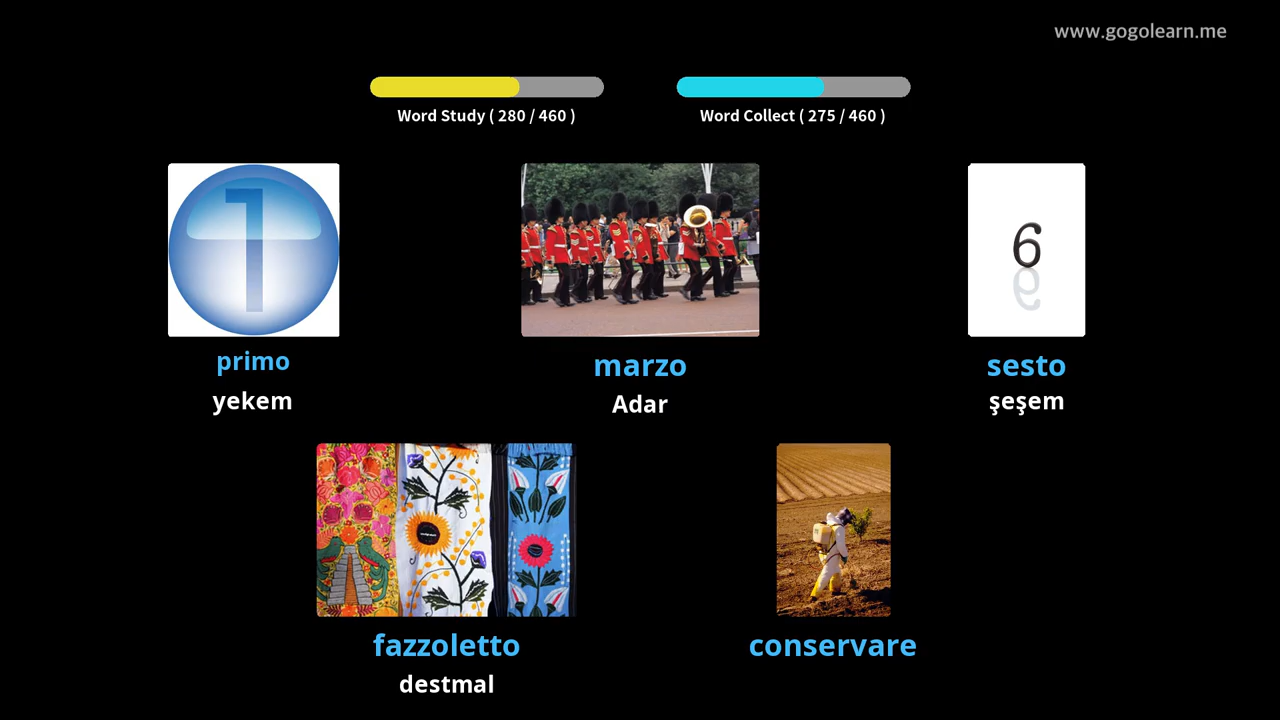 www.gogolearn.me
Word Study ( 280 / 460 )
Word Collect ( 275 / 460 )
1
6
primo
marzo
sesto
yekem
Adar
şeşem
fazzoletto
conservare
destmal